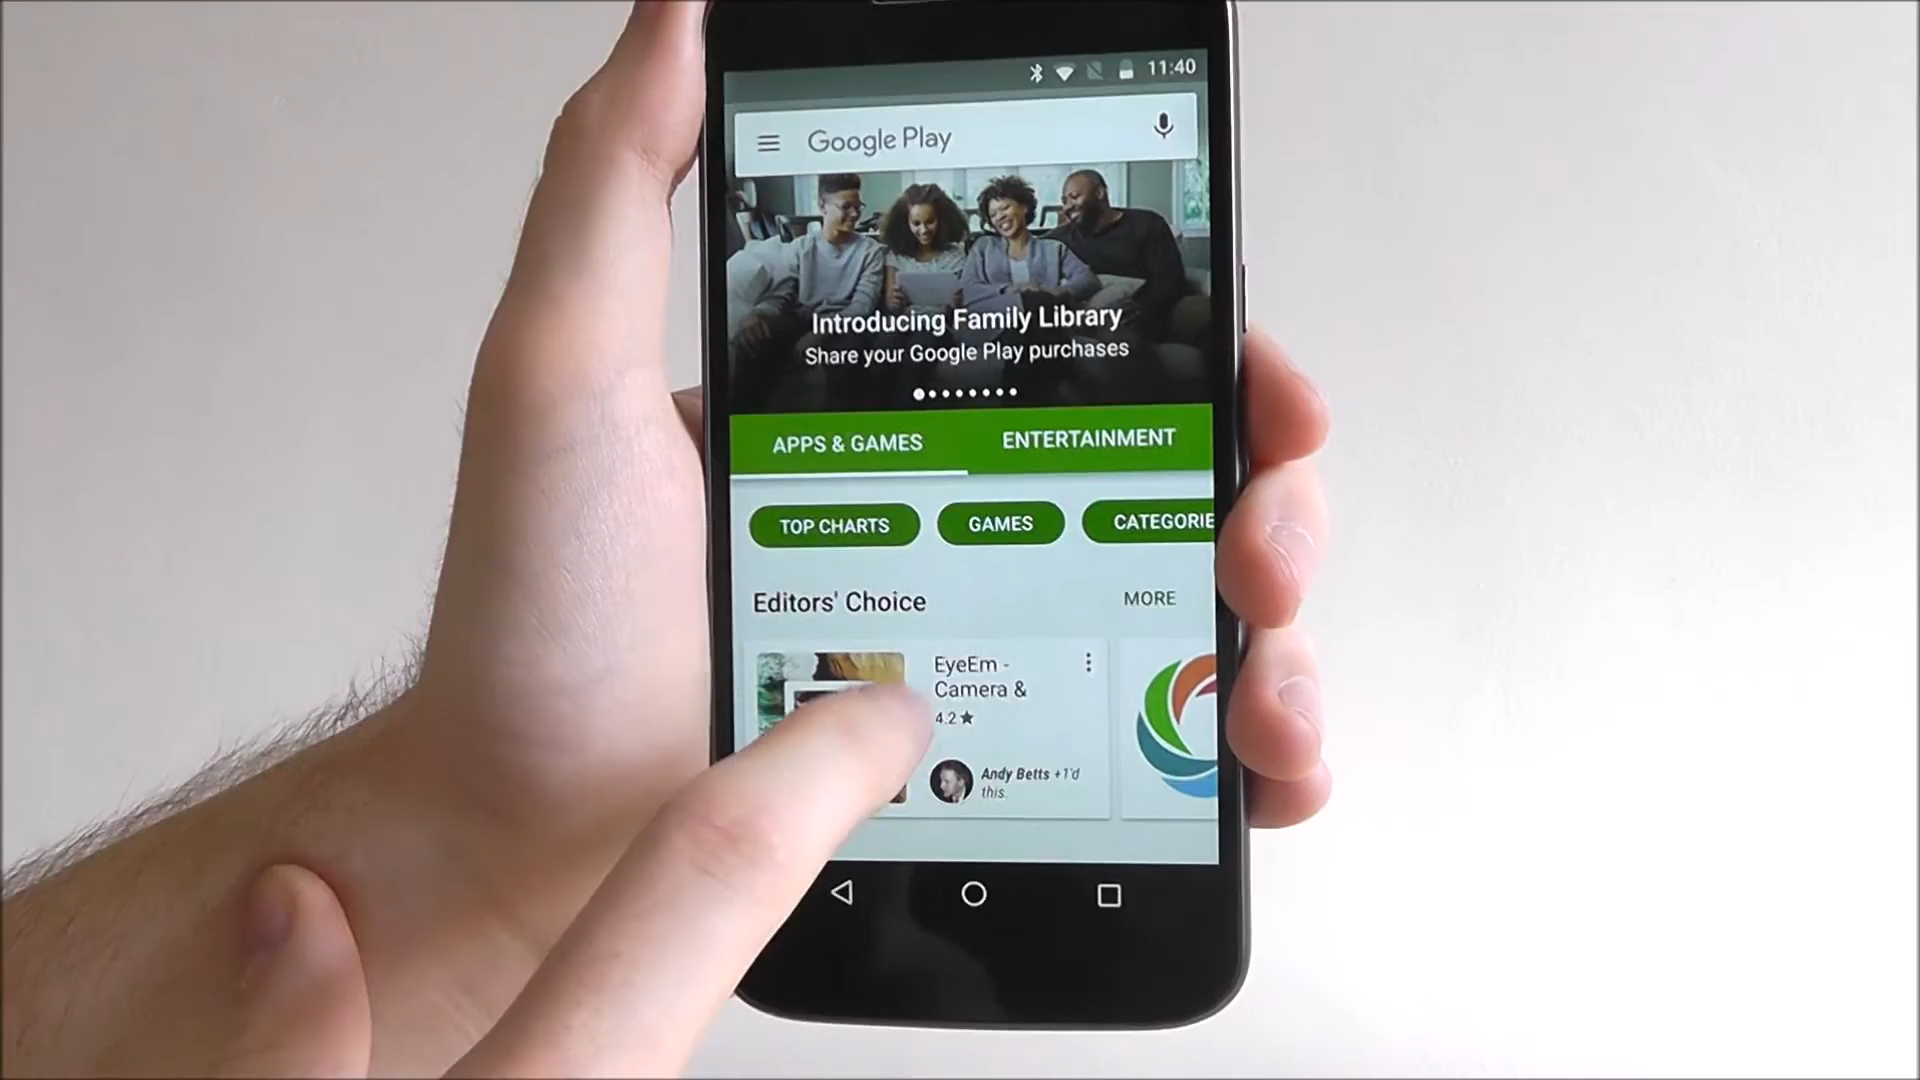 11:40
Google Play
Introducing Family Library
Share your Google Play purchases
APPS & GAMES
ENTERTAINMENT
TOP CHARTS
GAMES
CATEGORIE
Editors' Choice
MORE
EyeEm -
Camera &
4.2★
Andy Betts +1'd
this.